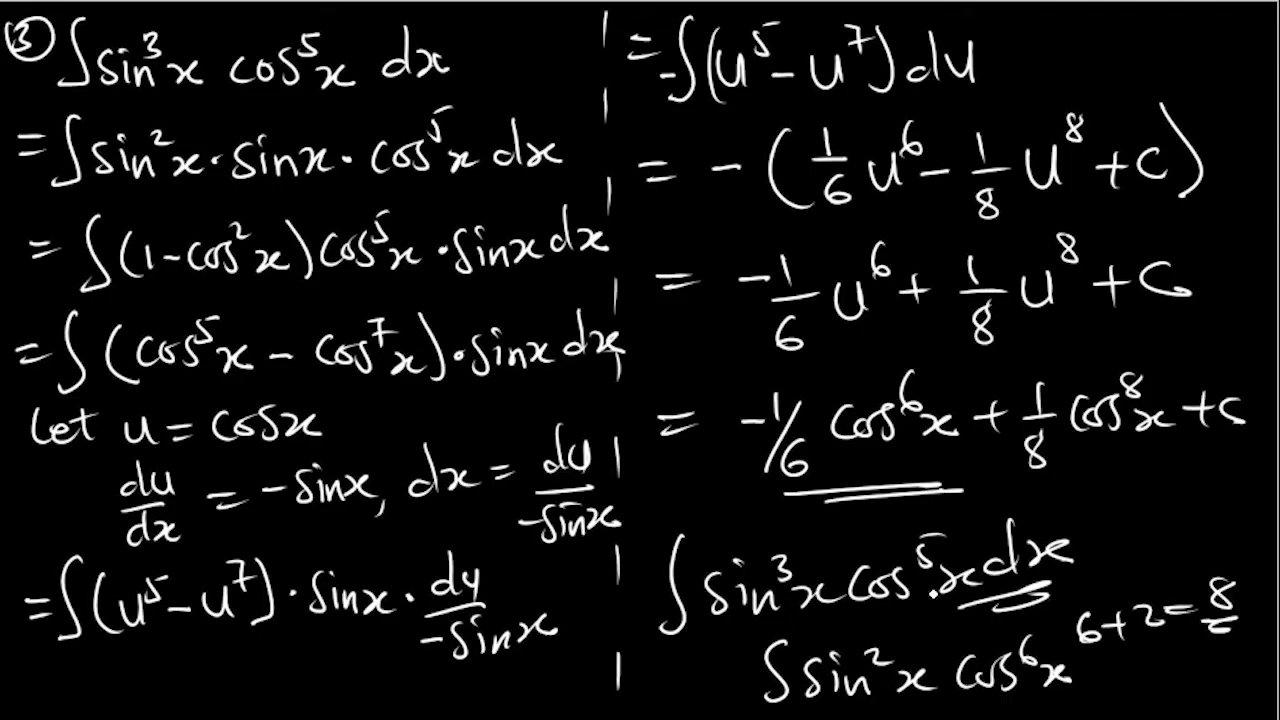 ③ ∫sin³x cos⁵x dx
= ∫sin²x · sinx · cos⁵x dx
= ∫(1-cos²x)cos⁵x · sinx dx
= ∫(cos⁵x - cos⁷x) · sinx dx
Let u = cosx
du/dx = -sinx, dx = du/-sinx
= ∫(u⁵ - u⁷) · sinx · du/-sinx
= -∫(u⁵ - u⁷)du
= -(1/6 u⁶ - 1/8 u⁸ + c)
= -1/6 u⁶ + 1/8 u⁸ + C
= -1/6 cos⁶x + 1/8 cos⁸x + c
∫sin³x cos⁵x dx
∫sin²x cos⁶x 6+2=8